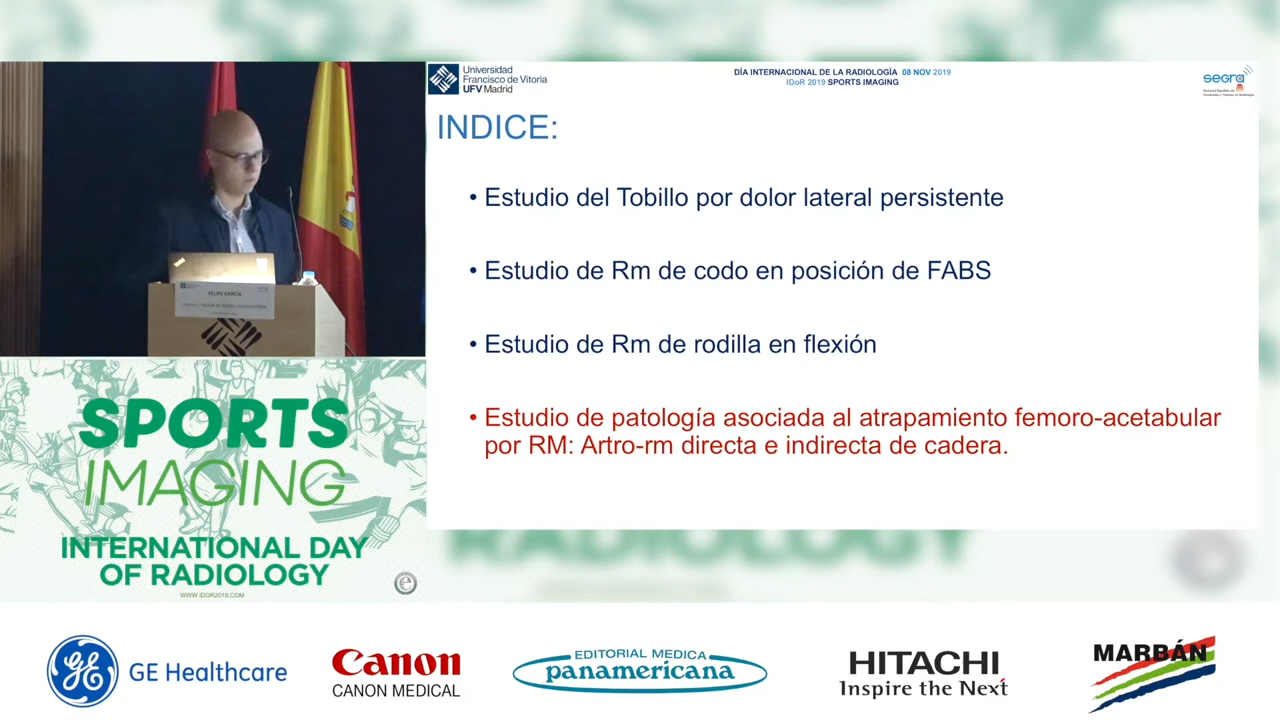 Universidad
Francisco de Vitoria
UFV Madrid
DÍA INTERNACIONAL DE LA RADIOLOGÍA 08 NOV 2019
IDoR 2019 SPORTS IMAGING
segra
INDICE:
• Estudio del Tobillo por dolor lateral persistente
• Estudio de Rm de codo en posición de FABS
• Estudio de Rm de rodilla en flexión
• Estudio de patología asociada al atrapamiento femoro-acetabular
por RM: Artro-rm directa e indirecta de cadera.
FELIPE GARCÍA
SPORTS
IMAGING
INTERNATIONAL DAY
OF RADIOLOGY
WWW.IDOR2019.COM
RADIOLOGY
GE Healthcare
Canon
CANON MEDICAL
EDITORIAL MEDICA
panamericana
HITACHI
Inspire the Next
MARBÁN